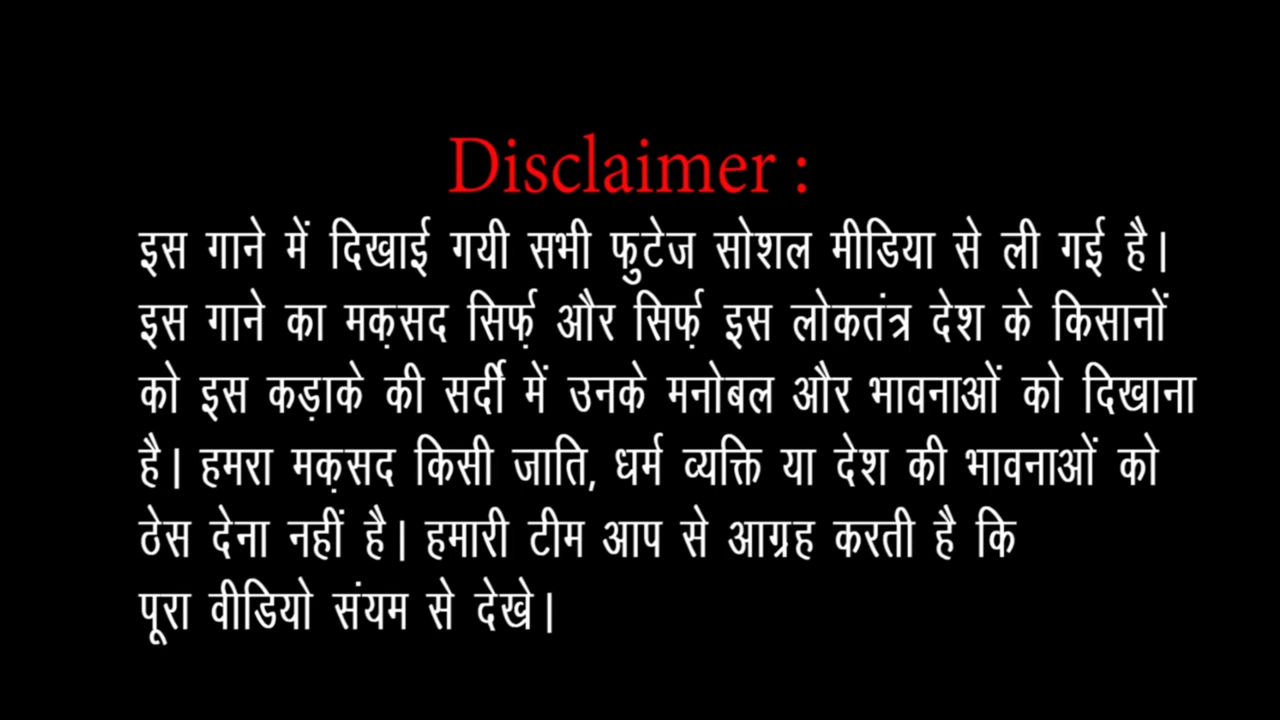 Disclaimer :
इस गाने में दिखाई गयी सभी फुटेज सोशल मीडिया से ली गई है।
इस गाने का मक़सद सिर्फ़ और सिर्फ़ इस लोकतंत्र देश के किसानों
को इस कड़ाके की सर्दी में उनके मनोबल और भावनाओं को दिखाना
है। हमरा मक़सद किसी जाति, धर्म व्यक्ति या देश की भावनाओं को
ठेस देना नहीं है। हमारी टीम आप से आग्रह करती है कि
पूरा वीडियो संयम से देखे।